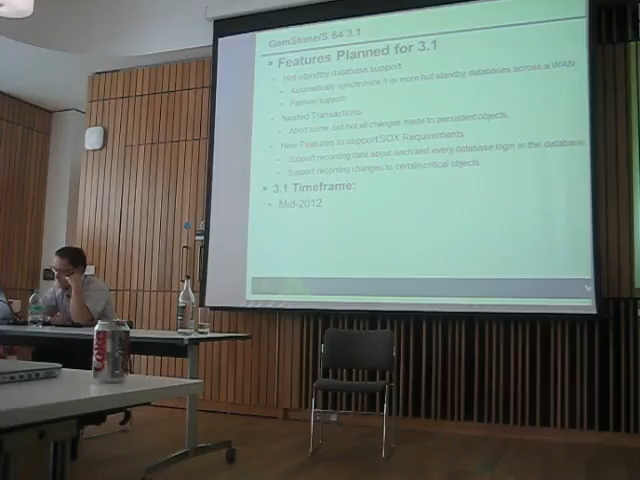 GemStone/S 64 3.1
Features Planned for 3.1
Hot standby database support
Automatically synchronize 1 or more hot standby databases across a WAN
Failover support
Nested Transactions
Abort some, but not all changes made to persistent objects.
New Features to support SOX Requirements
Support recording data about each and every database login in the database.
Support recording changes to certain critical objects.
3.1 Timeframe:
Mid-2012